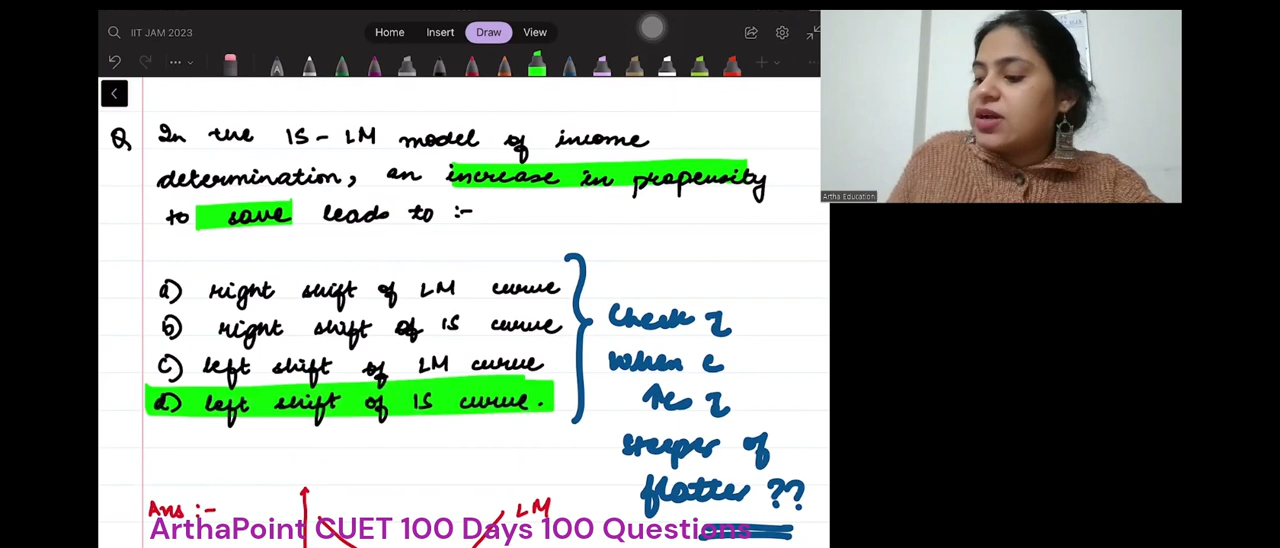 IIT JAM 2023
Home Insert Draw View
Q In the IS-LM model of income
determination, an increase in propensity
to save leads to :-
a) right shift of LM curve
b) right shift of IS curve
c) left shift of LM curve
d) left shift of IS curve.
Check
when
steeper of
flatter ??
Ans :-
LM
ArthaPoint CUET 100 Days 100 Questions
Artha Education